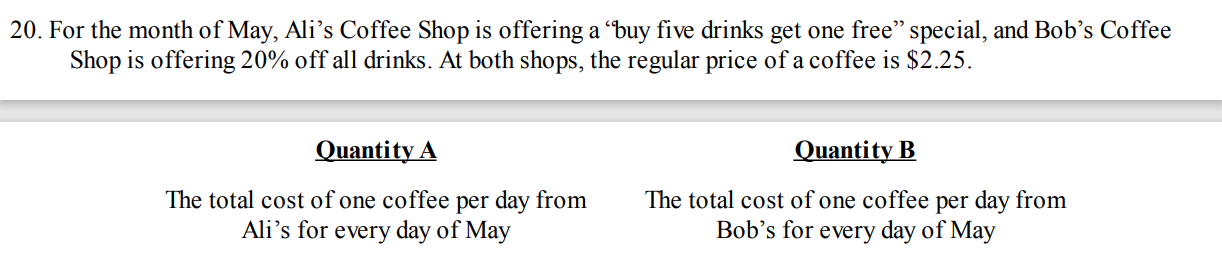 20. For the month of May, Ali’s Coffee Shop is offering a “buy five drinks get one free” special, and Bob’s Coffee
Shop is offering 20% off all drinks. At both shops, the regular price of a coffee is $2.25.
Quantity A
The total cost of one coffee per day from
Ali’s for every day of May
Quantity B
The total cost of one coffee per day from
Bob’s for every day of May